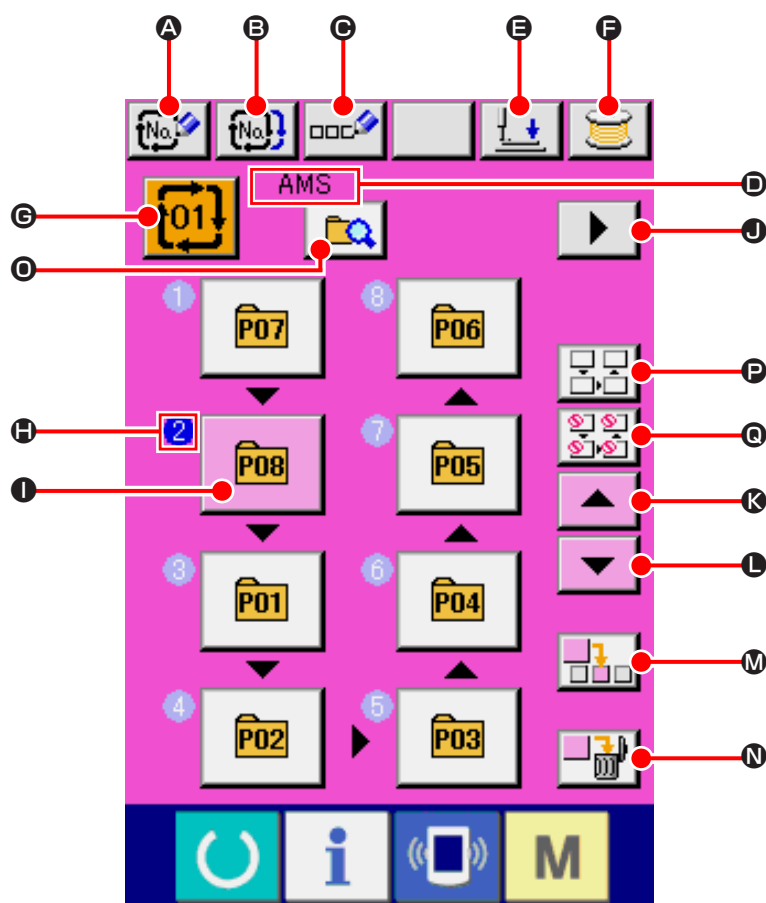 A B C E F
No. No.
AMS D
G 01 J
O
1 P07 8 P06
P
H 2 P08 7 P05 Q
I K
3 P01 6 P04 L
M
4 P02 5 P03 N
i M